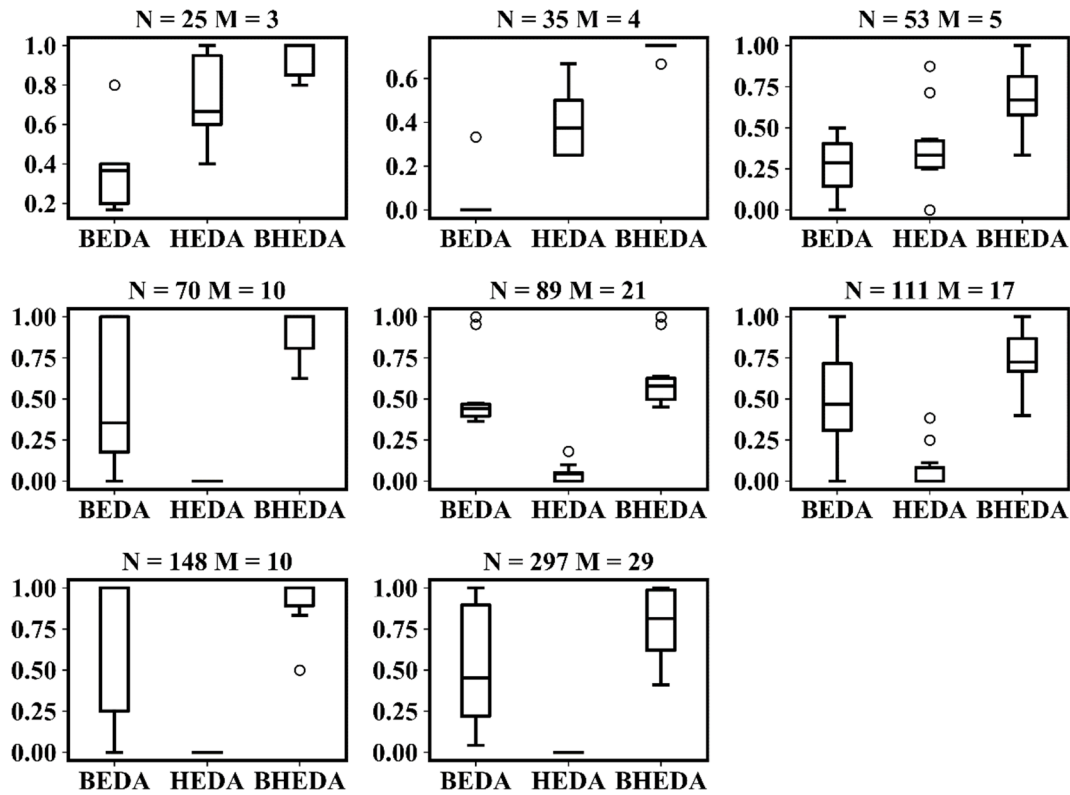 N = 25 M = 3
1.0
0.8
0.6
0.4
0.2
BEDA HEDA BHEDA
N = 35 M = 4
0.6
0.4
0.2
0.0
BEDA HEDA BHEDA
N = 53 M = 5
1.00
0.75
0.50
0.25
0.00
BEDA HEDA BHEDA
N = 70 M = 10
1.00
0.75
0.50
0.25
0.00
BEDA HEDA BHEDA
N = 89 M = 21
1.00
0.75
0.50
0.25
0.00
BEDA HEDA BHEDA
N = 111 M = 17
1.00
0.75
0.50
0.25
0.00
BEDA HEDA BHEDA
N = 148 M = 10
1.00
0.75
0.50
0.25
0.00
BEDA HEDA BHEDA
N = 297 M = 29
1.00
0.75
0.50
0.25
0.00
BEDA HEDA BHEDA